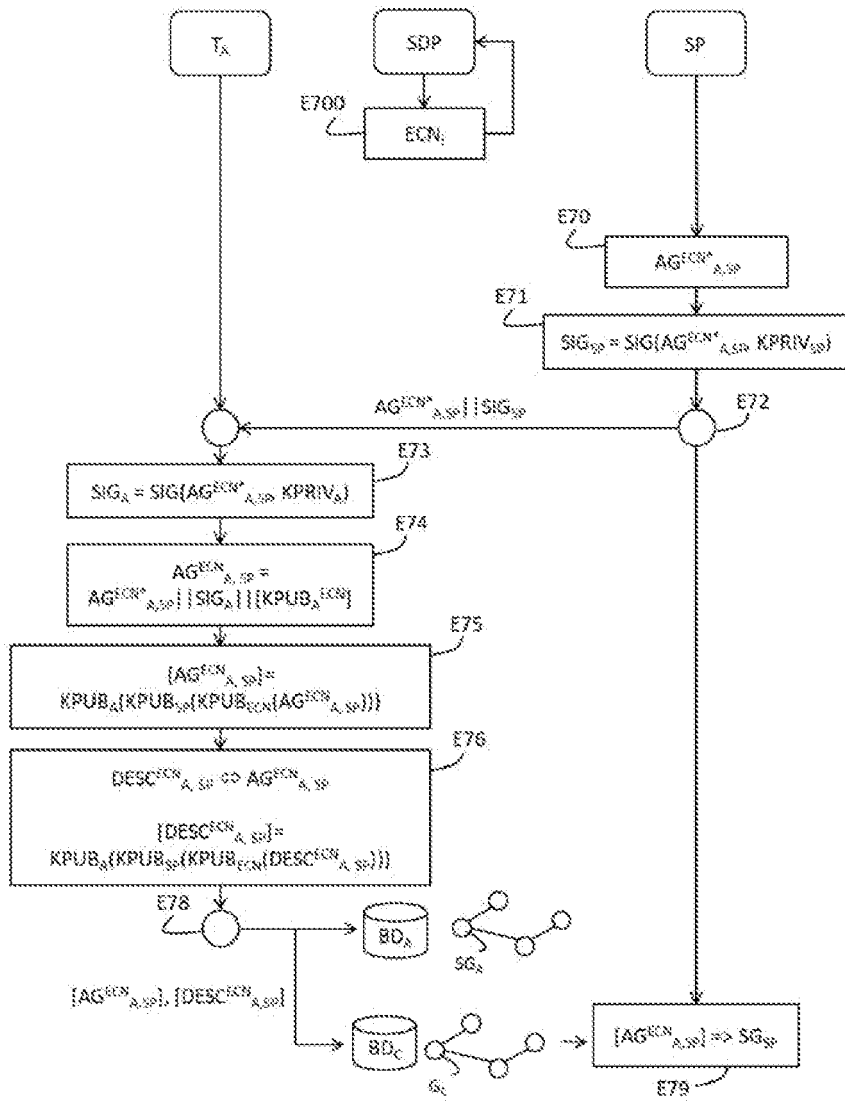 T_A
SDP
SP
E700
ECN_i
E70
AG^ECN*_A,SP
E71
SIG_SP = SIG(AG^ECN*_A,SP, KPRIV_SP)
AG^ECN*_A,SP||SIG_SP
E72
E73
SIG_A = SIG(AG^ECN*_A,SP, KPRIV_A)
E74
AG^ECN_A, SP =
AG^ECN*_A,SP||SIG_A||[KPUB_A^ECN]
E75
[AG^ECN_A, SP]=
KPUB_A(KPUB_SP(KPUB_ECN(AG^ECN_A, SP)))
E76
DESC^ECN_A, SP ⇔ AG^ECN_A, SP
[DESC^ECN_A, SP]=
KPUB_A(KPUB_SP(KPUB_ECN(DESC^ECN_A, SP)))
E78
BD_A
SG_A
[AG^ECN_A,SP], [DESC^ECN_A,SP]
BD_C
[AG^ECN_A,SP] => SG_SP
E79